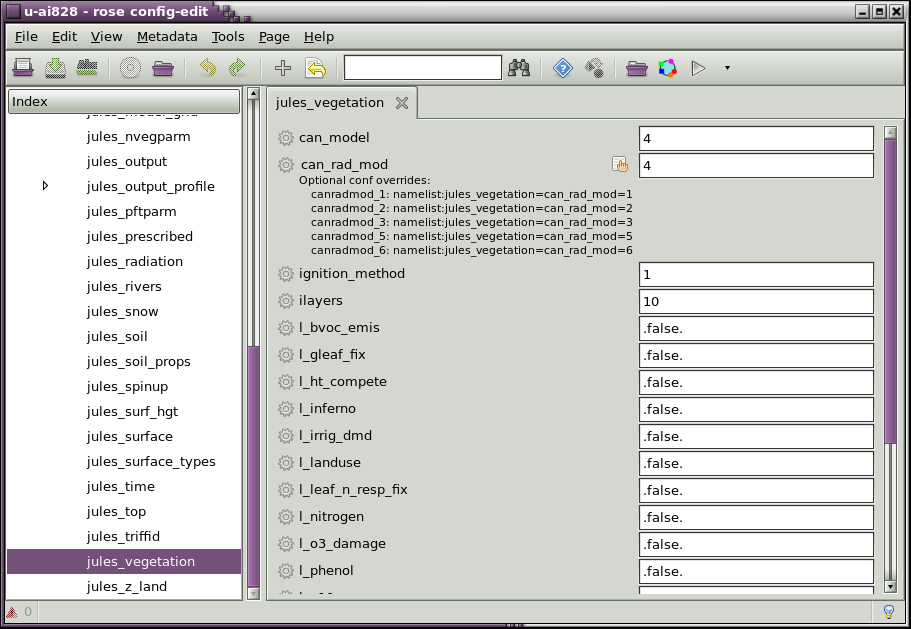 u-ai828 - rose config-edit
File Edit View Metadata Tools Page Help
Index
jules_model_grid
jules_nvegparm
jules_output
jules_output_profile
jules_pftparm
jules_prescribed
jules_radiation
jules_rivers
jules_snow
jules_soil
jules_soil_props
jules_spinup
jules_surf_hgt
jules_surface
jules_surface_types
jules_time
jules_top
jules_triffid
jules_vegetation
jules_z_land
jules_vegetation
can_model 4
can_rad_mod 4
Optional conf overrides:
canradmod_1: namelist:jules_vegetation=can_rad_mod=1
canradmod_2: namelist:jules_vegetation=can_rad_mod=2
canradmod_3: namelist:jules_vegetation=can_rad_mod=3
canradmod_5: namelist:jules_vegetation=can_rad_mod=5
canradmod_6: namelist:jules_vegetation=can_rad_mod=6
ignition_method 1
ilayers 10
l_bvoc_emis .false.
l_gleaf_fix .false.
l_ht_compete .false.
l_inferno .false.
l_irrig_dmd .false.
l_landuse .false.
l_leaf_n_resp_fix .false.
l_nitrogen .false.
l_o3_damage .false.
l_phenol .false.
0